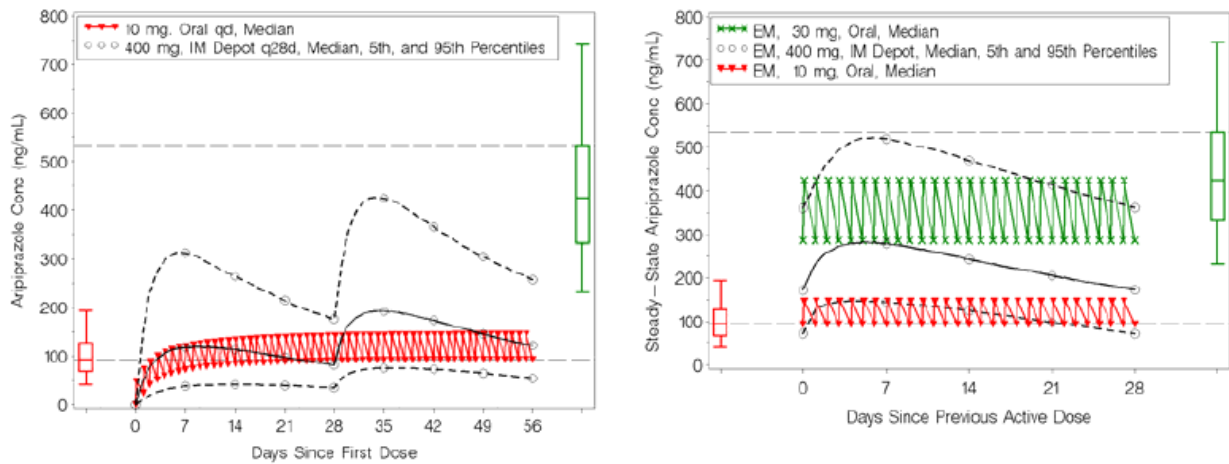 10 mg, Oral qd, Median
400 mg, IM Depot q28d, Median, 5th, and 95th Percentiles
Aripiprazole Conc (ng/mL)
800
700
600
500
400
300
200
100
0
0 7 14 21 28 35 42 49 56
Days Since First Dose
EM, 30 mg, Oral, Median
EM, 400 mg, IM Depot, Median, 5th and 95th Percentiles
EM, 10 mg, Oral, Median
Steady-State Aripiprazole Conc (ng/mL)
800
700
600
500
400
300
200
100
0
0 7 14 21 28
Days Since Previous Active Dose